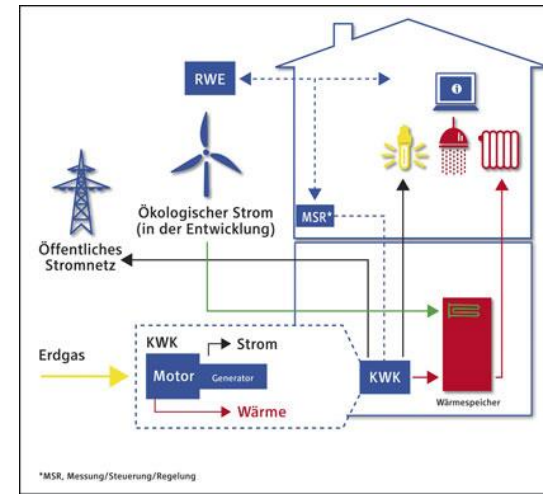 RWE
Ökologischer Strom
(in der Entwicklung)
MSR*
Öffentliches
Stromnetz
Erdgas
KWK
Strom
Motor
Generator
Wärme
KWK
Wärmespeicher
*MSR, Messung/Steuerung/Regelung